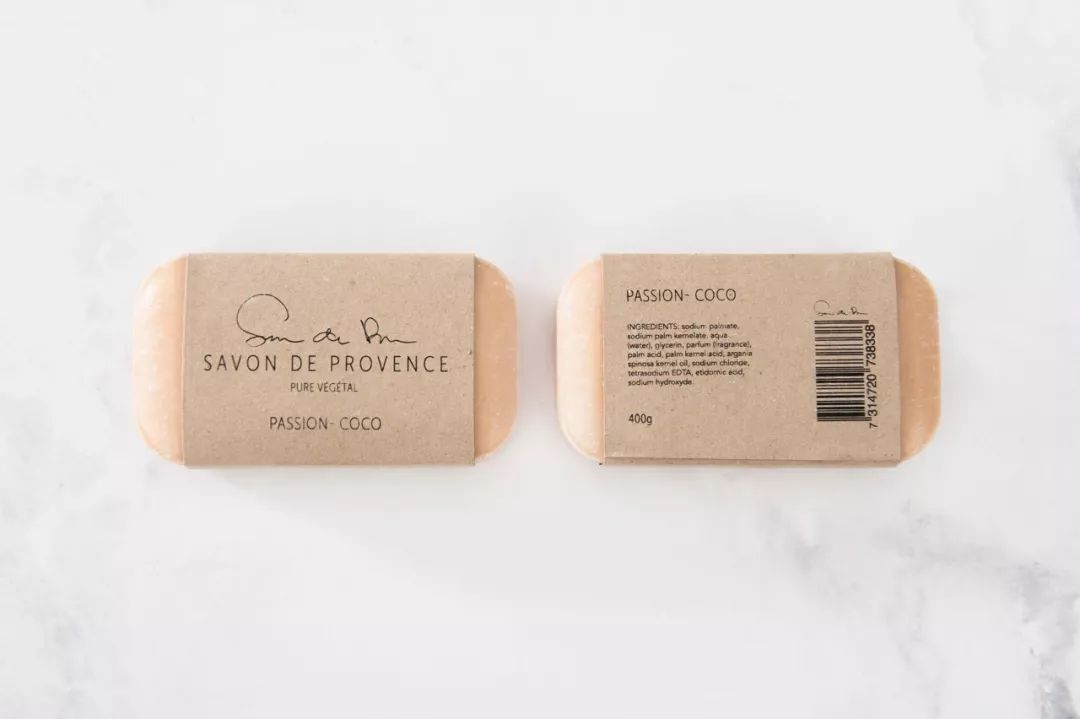 SAVON DE PROVENCE
PURE VÉGÉTAL
PASSION- COCO
PASSION- COCO
INGREDIENTS: sodium palmate,
sodium palm kernelate, aqua
(water), glycerin, parfum (fragrance),
palm acid, palm kernel acid, argania
spinosa kernel oil, sodium chloride,
tetrasodium EDTA, etidornic acid,
sodium hydroxyde.
400g
7 314720 738338